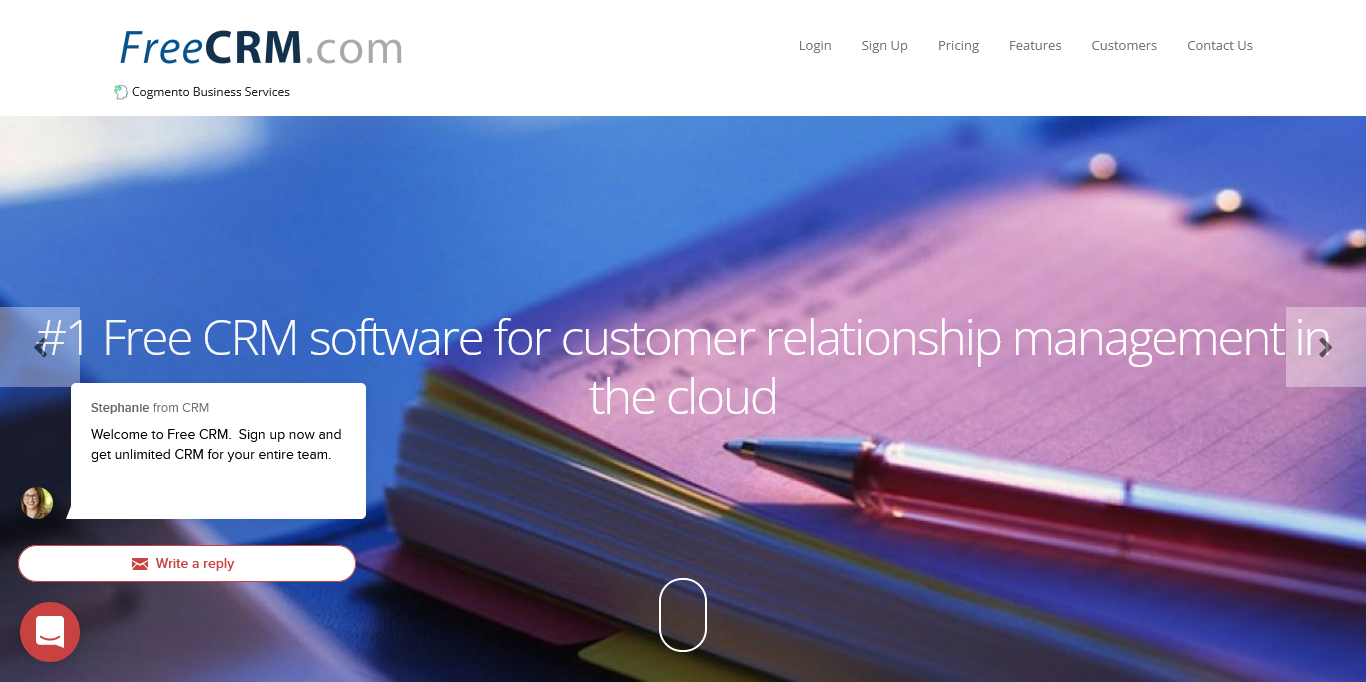 FreeCRM.com
Login
Sign Up
Pricing
Features
Customers
Contact Us
Cogmento Business Services
#1 Free CRM software for customer relationship management in
the cloud
Stephanie from CRM
Welcome to Free CRM.  Sign up now and
get unlimited CRM for your entire team.
Write a reply